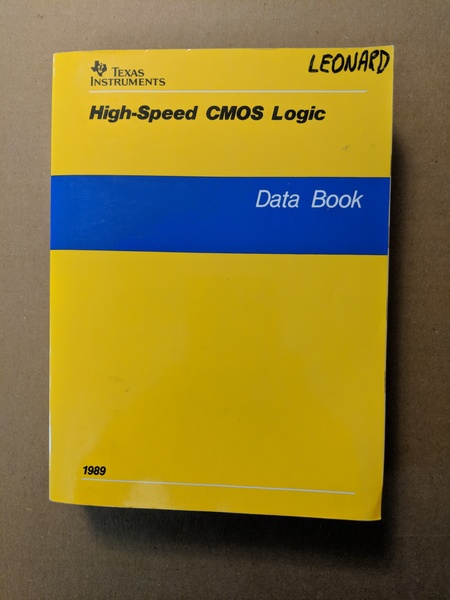 LEONARD
TEXAS
INSTRUMENTS
High-Speed CMOS Logic
Data Book
1989